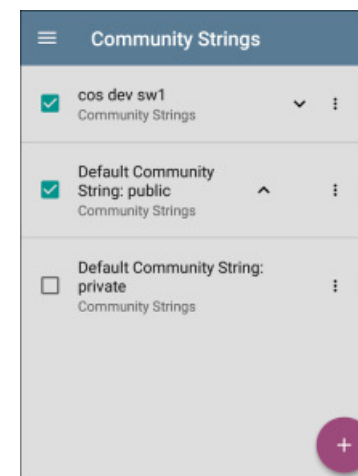 Community Strings
cos dev sw1
Community Strings
Default Community
String: public
Community Strings
Default Community String:
private
Community Strings